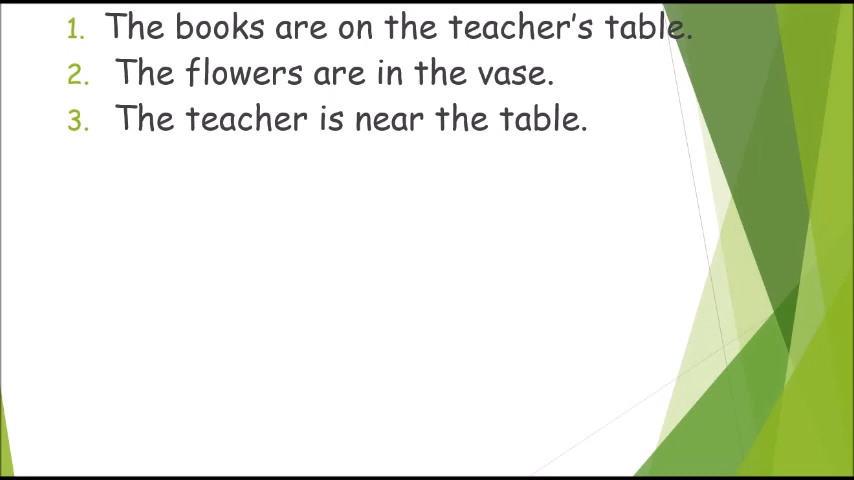 1. The books are on the teacher’s table.
2. The flowers are in the vase.
3. The teacher is near the table.